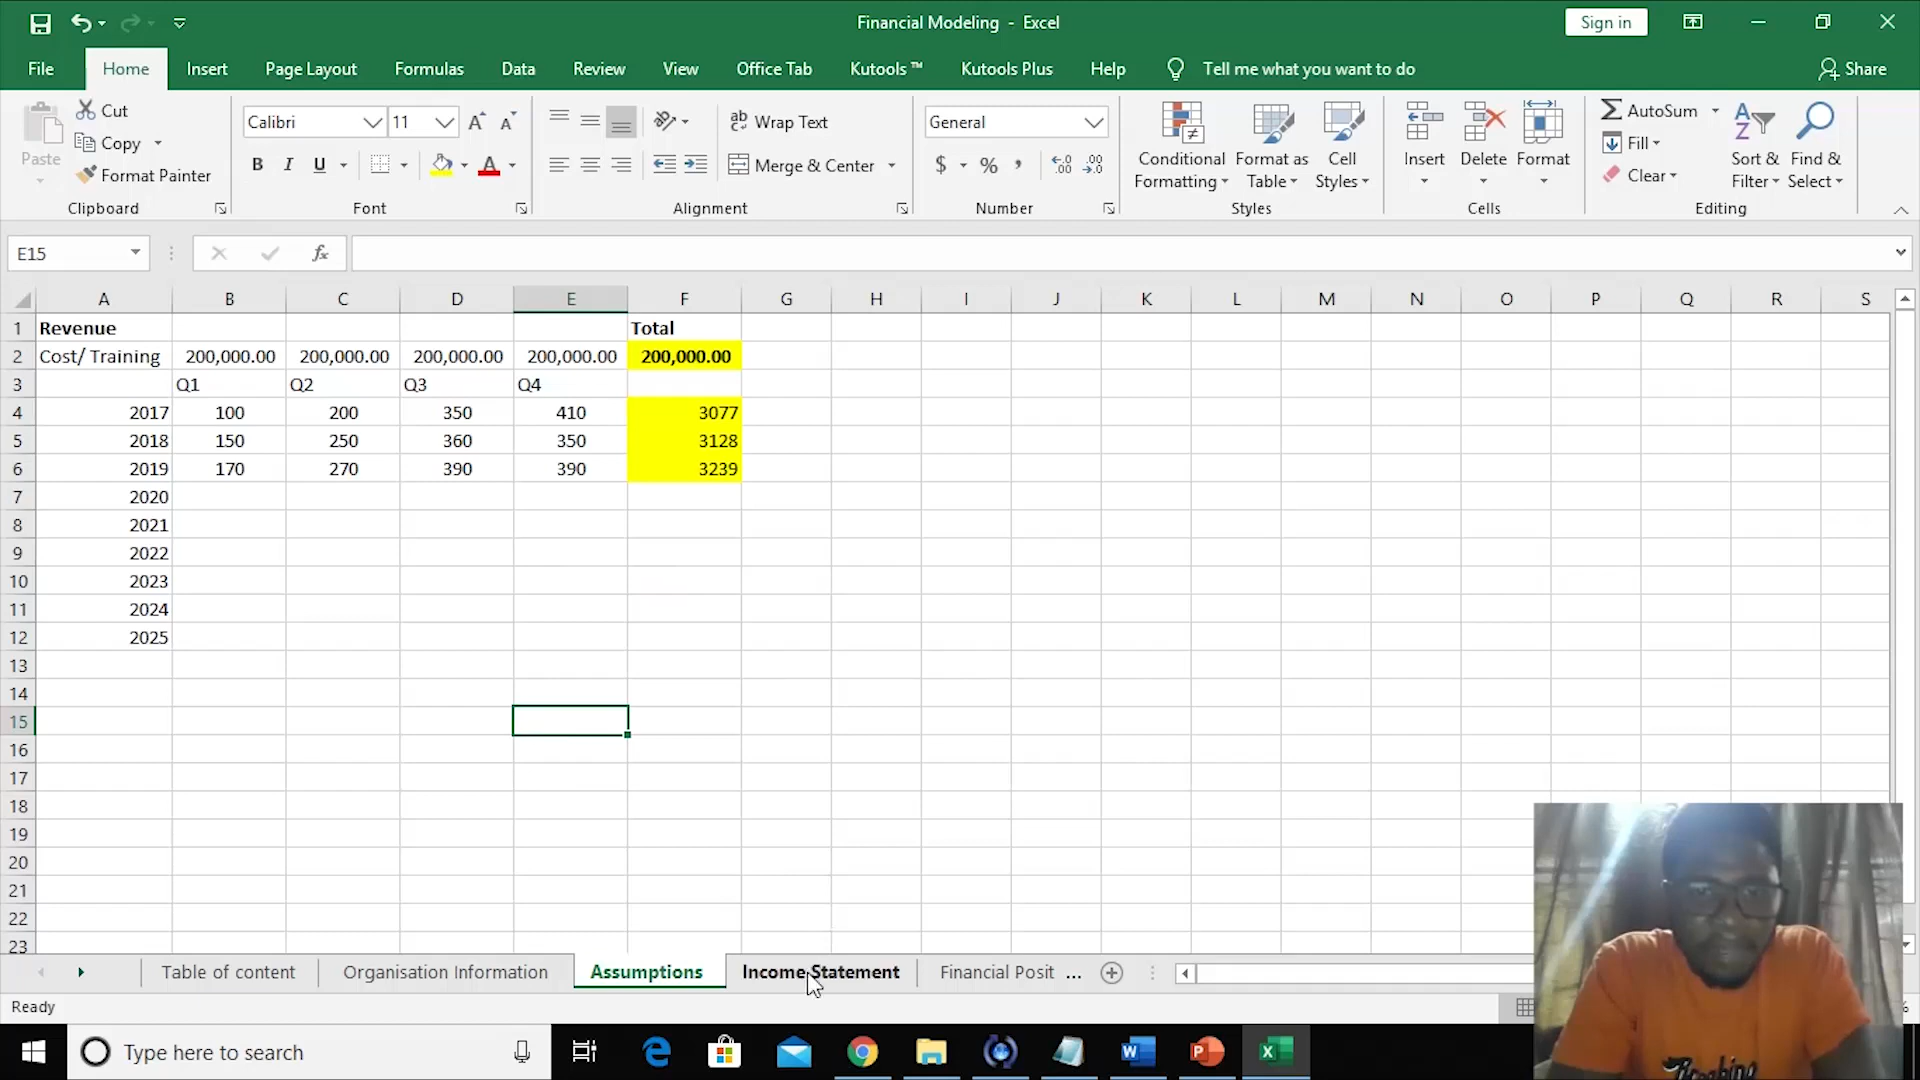 Financial Modeling - Excel
Sign in
File Home Insert Page Layout Formulas Data Review View Office Tab Kutools ™ Kutools Plus Help Tell me what you want to do Share
Paste
Cut
Copy
Format Painter
Clipboard
Calibri 11
B I U
Font
Wrap Text
Merge & Center
Alignment
General
$ %
Number
Conditional Formatting
Format as Table
Cell Styles
Styles
Insert Delete Format
Cells
AutoSum
Fill
Clear
Sort & Filter
Find & Select
Editing
E15 fx
A B C D E F G H I J K L M N O P Q R S
1 Revenue Total
2 Cost/ Training 200,000.00 200,000.00 200,000.00 200,000.00 200,000.00
3 Q1 Q2 Q3 Q4
4 2017 100 200 350 410 3077
5 2018 150 250 360 350 3128
6 2019 170 270 390 390 3239
7 2020
8 2021
9 2022
10 2023
11 2024
12 2025
13
14
15
16
17
18
19
20
21
22
23
Table of content Organisation Information Assumptions Income Statement Financial Posit ...
Ready
Type here to search